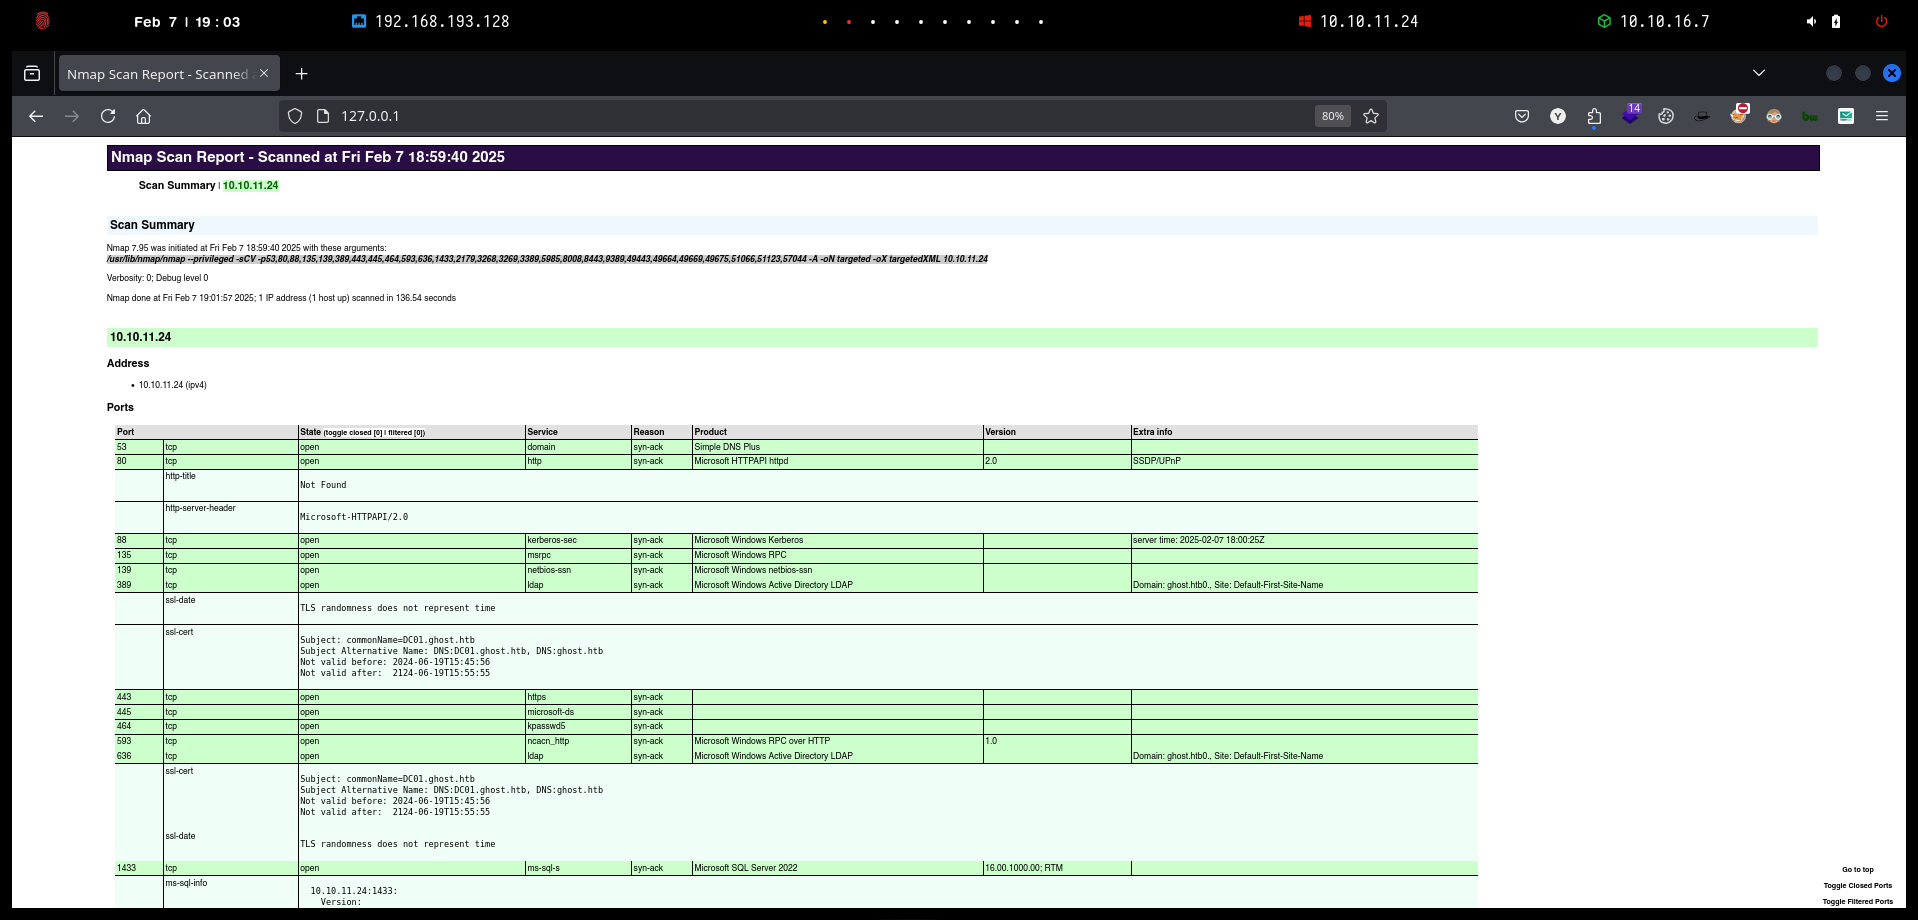 Feb 7 | 19:03 192.168.193.128 10.10.11.24 10.10.16.7
Nmap Scan Report - Scanned
127.0.0.1 80% Y 14 bw
Nmap Scan Report - Scanned at Fri Feb 7 18:59:40 2025
Scan Summary | 10.10.11.24
Scan Summary
Nmap 7.95 was initiated at Fri Feb 7 18:59:40 2025 with these arguments:
/usr/lib/nmap/nmap --privileged -sCV -p53,80,88,135,139,389,443,445,464,593,636,1433,2179,3268,3269,3389,5985,8008,8443,9389,49443,49664,49669,49675,51066,51123,57044 -A -oN targeted -oX targetedXML 10.10.11.24
Verbosity: 0; Debug level 0
Nmap done at Fri Feb 7 19:01:57 2025; 1 IP address (1 host up) scanned in 136.54 seconds
10.10.11.24
Address
• 10.10.11.24 (ipv4)
Ports
Port State (toggle closed [0] | filtered [0]) Service Reason Product Version Extra info
53 tcp open domain syn-ack Simple DNS Plus
80 tcp open http syn-ack Microsoft HTTPAPI httpd 2.0 SSDP/UPnP
http-title
Not Found
http-server-header
Microsoft-HTTPAPI/2.0
88 tcp open kerberos-sec syn-ack Microsoft Windows Kerberos server time: 2025-02-07 18:00:25Z
135 tcp open msrpc syn-ack Microsoft Windows RPC
139 tcp open netbios-ssn syn-ack Microsoft Windows netbios-ssn
389 tcp open ldap syn-ack Microsoft Windows Active Directory LDAP Domain: ghost.htb0., Site: Default-First-Site-Name
ssl-date
TLS randomness does not represent time
ssl-cert
Subject: commonName=DC01.ghost.htb
Subject Alternative Name: DNS:DC01.ghost.htb, DNS:ghost.htb
Not valid before: 2024-06-19T15:45:56
Not valid after:  2124-06-19T15:55:55
443 tcp open https syn-ack
445 tcp open microsoft-ds syn-ack
464 tcp open kpasswd5 syn-ack
593 tcp open ncacn_http syn-ack Microsoft Windows RPC over HTTP 1.0
636 tcp open ldap syn-ack Microsoft Windows Active Directory LDAP Domain: ghost.htb0., Site: Default-First-Site-Name
ssl-cert
Subject: commonName=DC01.ghost.htb
Subject Alternative Name: DNS:DC01.ghost.htb, DNS:ghost.htb
Not valid before: 2024-06-19T15:45:56
Not valid after:  2124-06-19T15:55:55
ssl-date
TLS randomness does not represent time
1433 tcp open ms-sql-s syn-ack Microsoft SQL Server 2022 16.00.1000.00; RTM
ms-sql-info
10.10.11.24:1433:
Version:
Go to top
Toggle Closed Ports
Toggle Filtered Ports